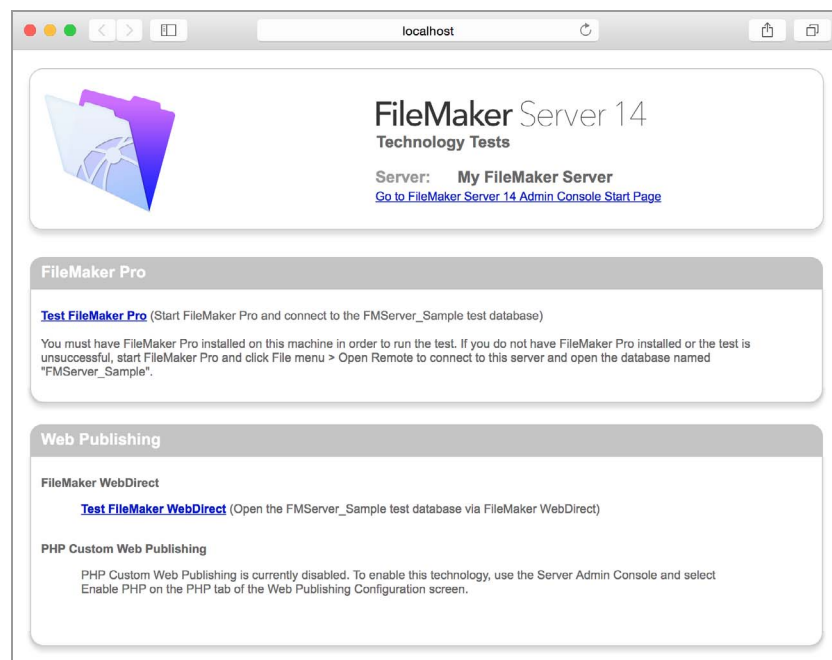 localhost
FileMaker Server 14
Technology Tests
Server: My FileMaker Server
Go to FileMaker Server 14 Admin Console Start Page
FileMaker Pro
Test FileMaker Pro (Start FileMaker Pro and connect to the FMServer_Sample test database)
You must have FileMaker Pro installed on this machine in order to run the test. If you do not have FileMaker Pro installed or the test is
unsuccessful, start FileMaker Pro and click File menu > Open Remote to connect to this server and open the database named
"FMServer_Sample".
Web Publishing
FileMaker WebDirect
Test FileMaker WebDirect (Open the FMServer_Sample test database via FileMaker WebDirect)
PHP Custom Web Publishing
PHP Custom Web Publishing is currently disabled. To enable this technology, use the Server Admin Console and select
Enable PHP on the PHP tab of the Web Publishing Configuration screen.